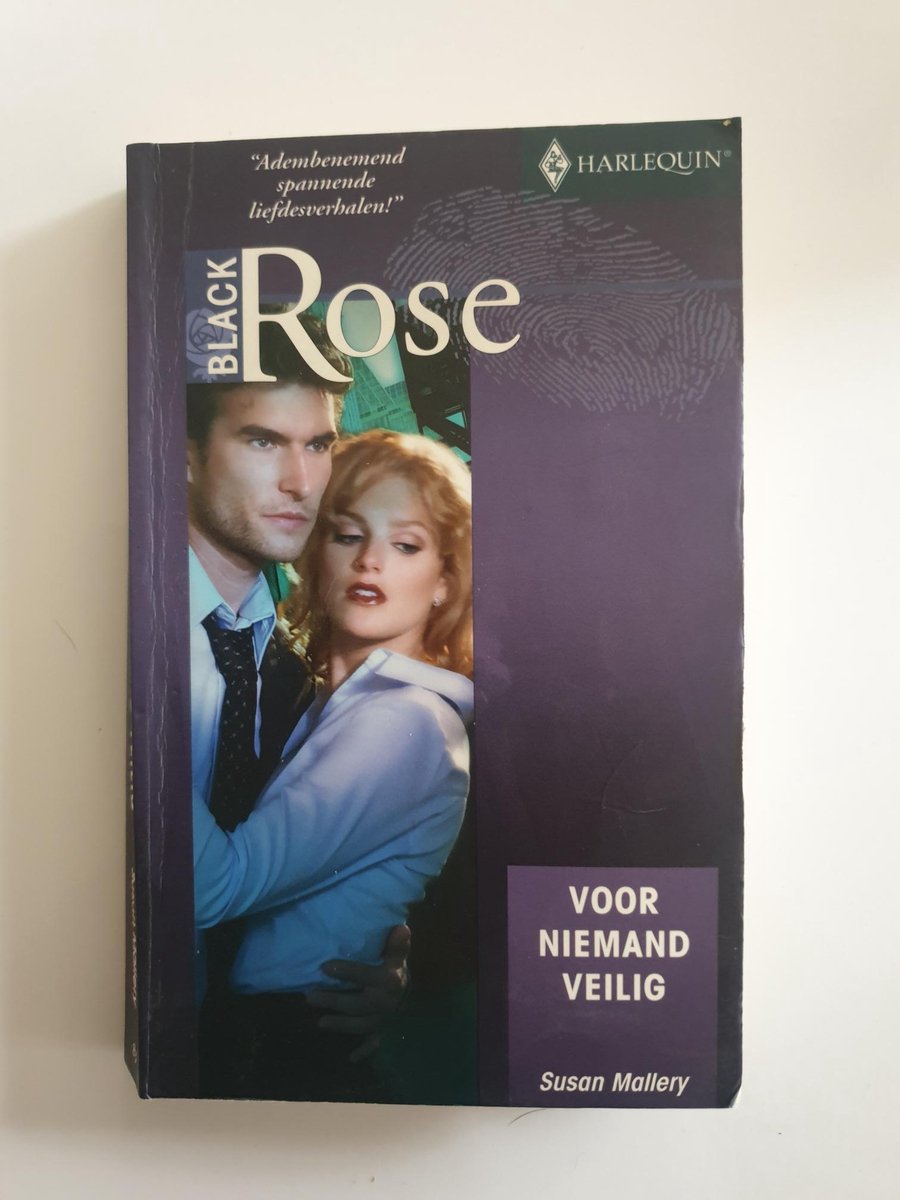 “Adembenemend
spannende
liefdesverhalen!”
HARLEQUIN®
BLACK
Rose
VOOR
NIEMAND
VEILIG
Susan Mallery